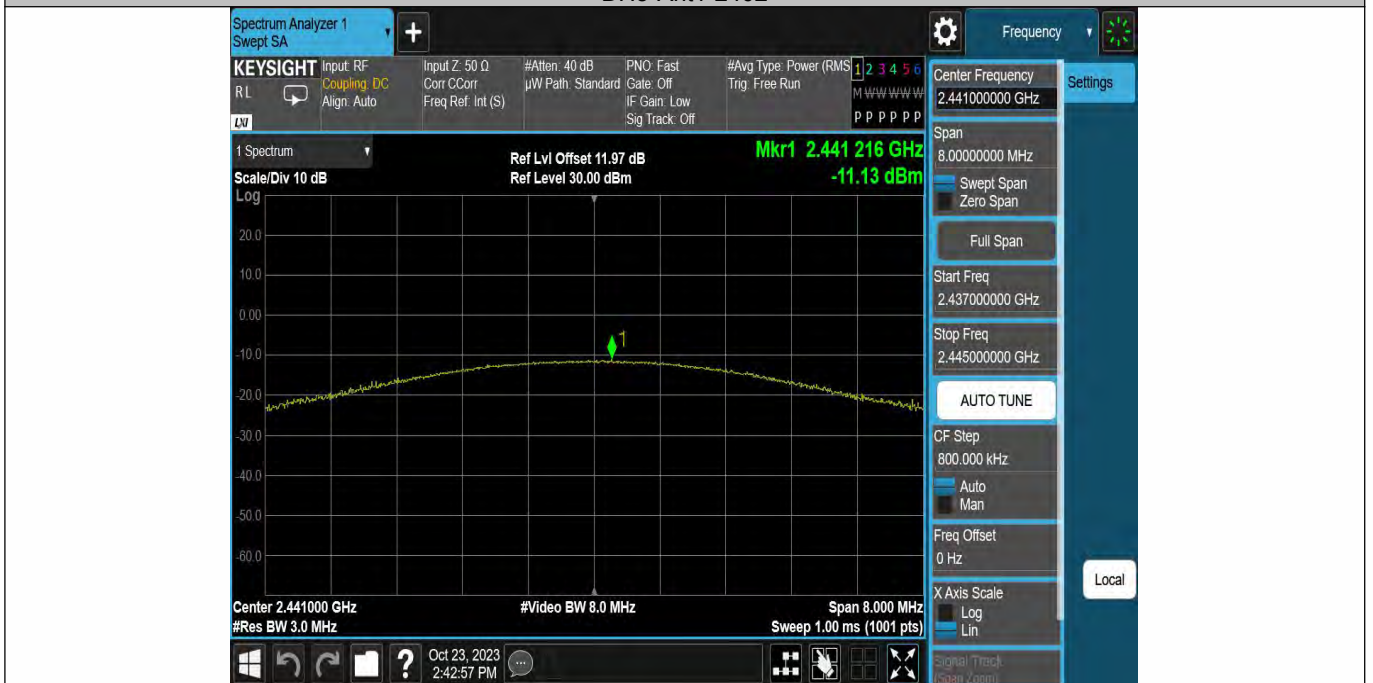 Spectrum Analyzer 1
Swept SA
+
Frequency
KEYSIGHT
RL
LXI
Input: RF
Coupling: DC
Align: Auto
Input Z: 50 Ω
Corr CCorr
Freq Ref: Int (S)
#Atten: 40 dB
µW Path: Standard
PNO: Fast
Gate: Off
IF Gain: Low
Sig Track: Off
#Avg Type: Power (RMS
Trig: Free Run
1 2 3 4 5 6
M W W W W W
P P P P P P
1 Spectrum
Scale/Div 10 dB
Log
Ref Lvl Offset 11.97 dB
Ref Level 30.00 dBm
Mkr1 2.441 216 GHz
-11.13 dBm
20.0
10.0
0.00
-10.0
-20.0
-30.0
-40.0
-50.0
-60.0
1
Center 2.441000 GHz
#Res BW 3.0 MHz
#Video BW 8.0 MHz
Span 8.000 MHz
Sweep 1.00 ms (1001 pts)
Center Frequency
2.441000000 GHz
Settings
Span
8.00000000 MHz
Swept Span
Zero Span
Full Span
Start Freq
2.437000000 GHz
Stop Freq
2.445000000 GHz
AUTO TUNE
CF Step
800.000 kHz
Auto
Man
Freq Offset
0 Hz
X Axis Scale
Log
Lin
Local
Signal Track
(Span Zoom)
?
Oct 23, 2023
2:42:57 PM